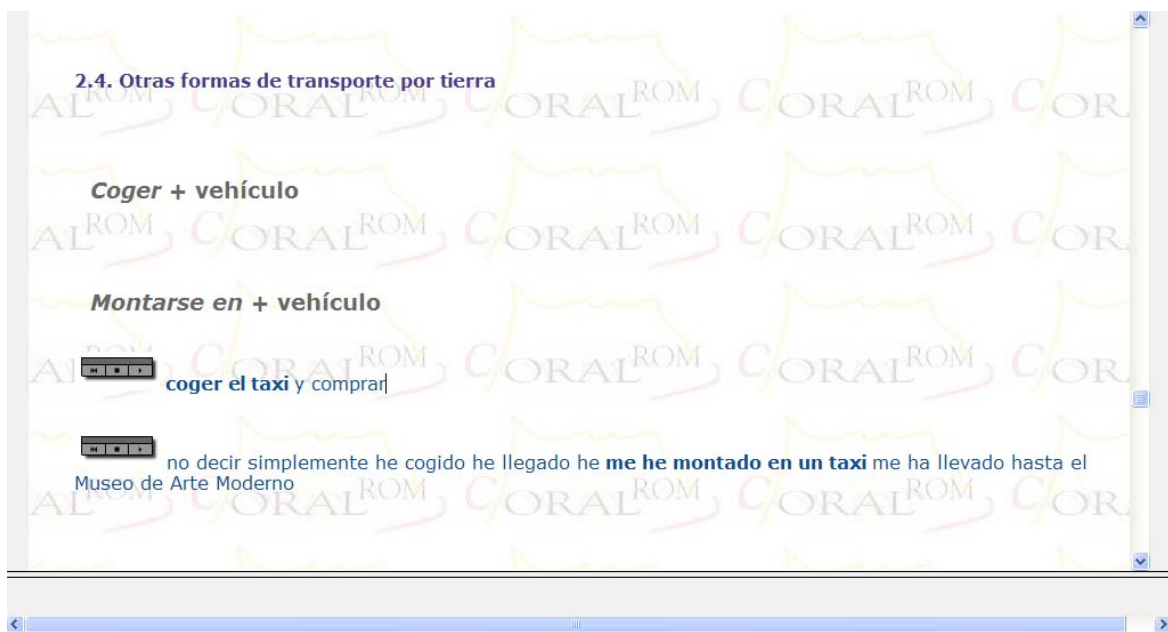 2.4. Otras formas de transporte por tierra
Coger + vehículo
Montarse en + vehículo
coger el taxi y comprar
no decir simplemente he cogido he llegado he me he montado en un taxi me ha llevado hasta el
Museo de Arte Moderno